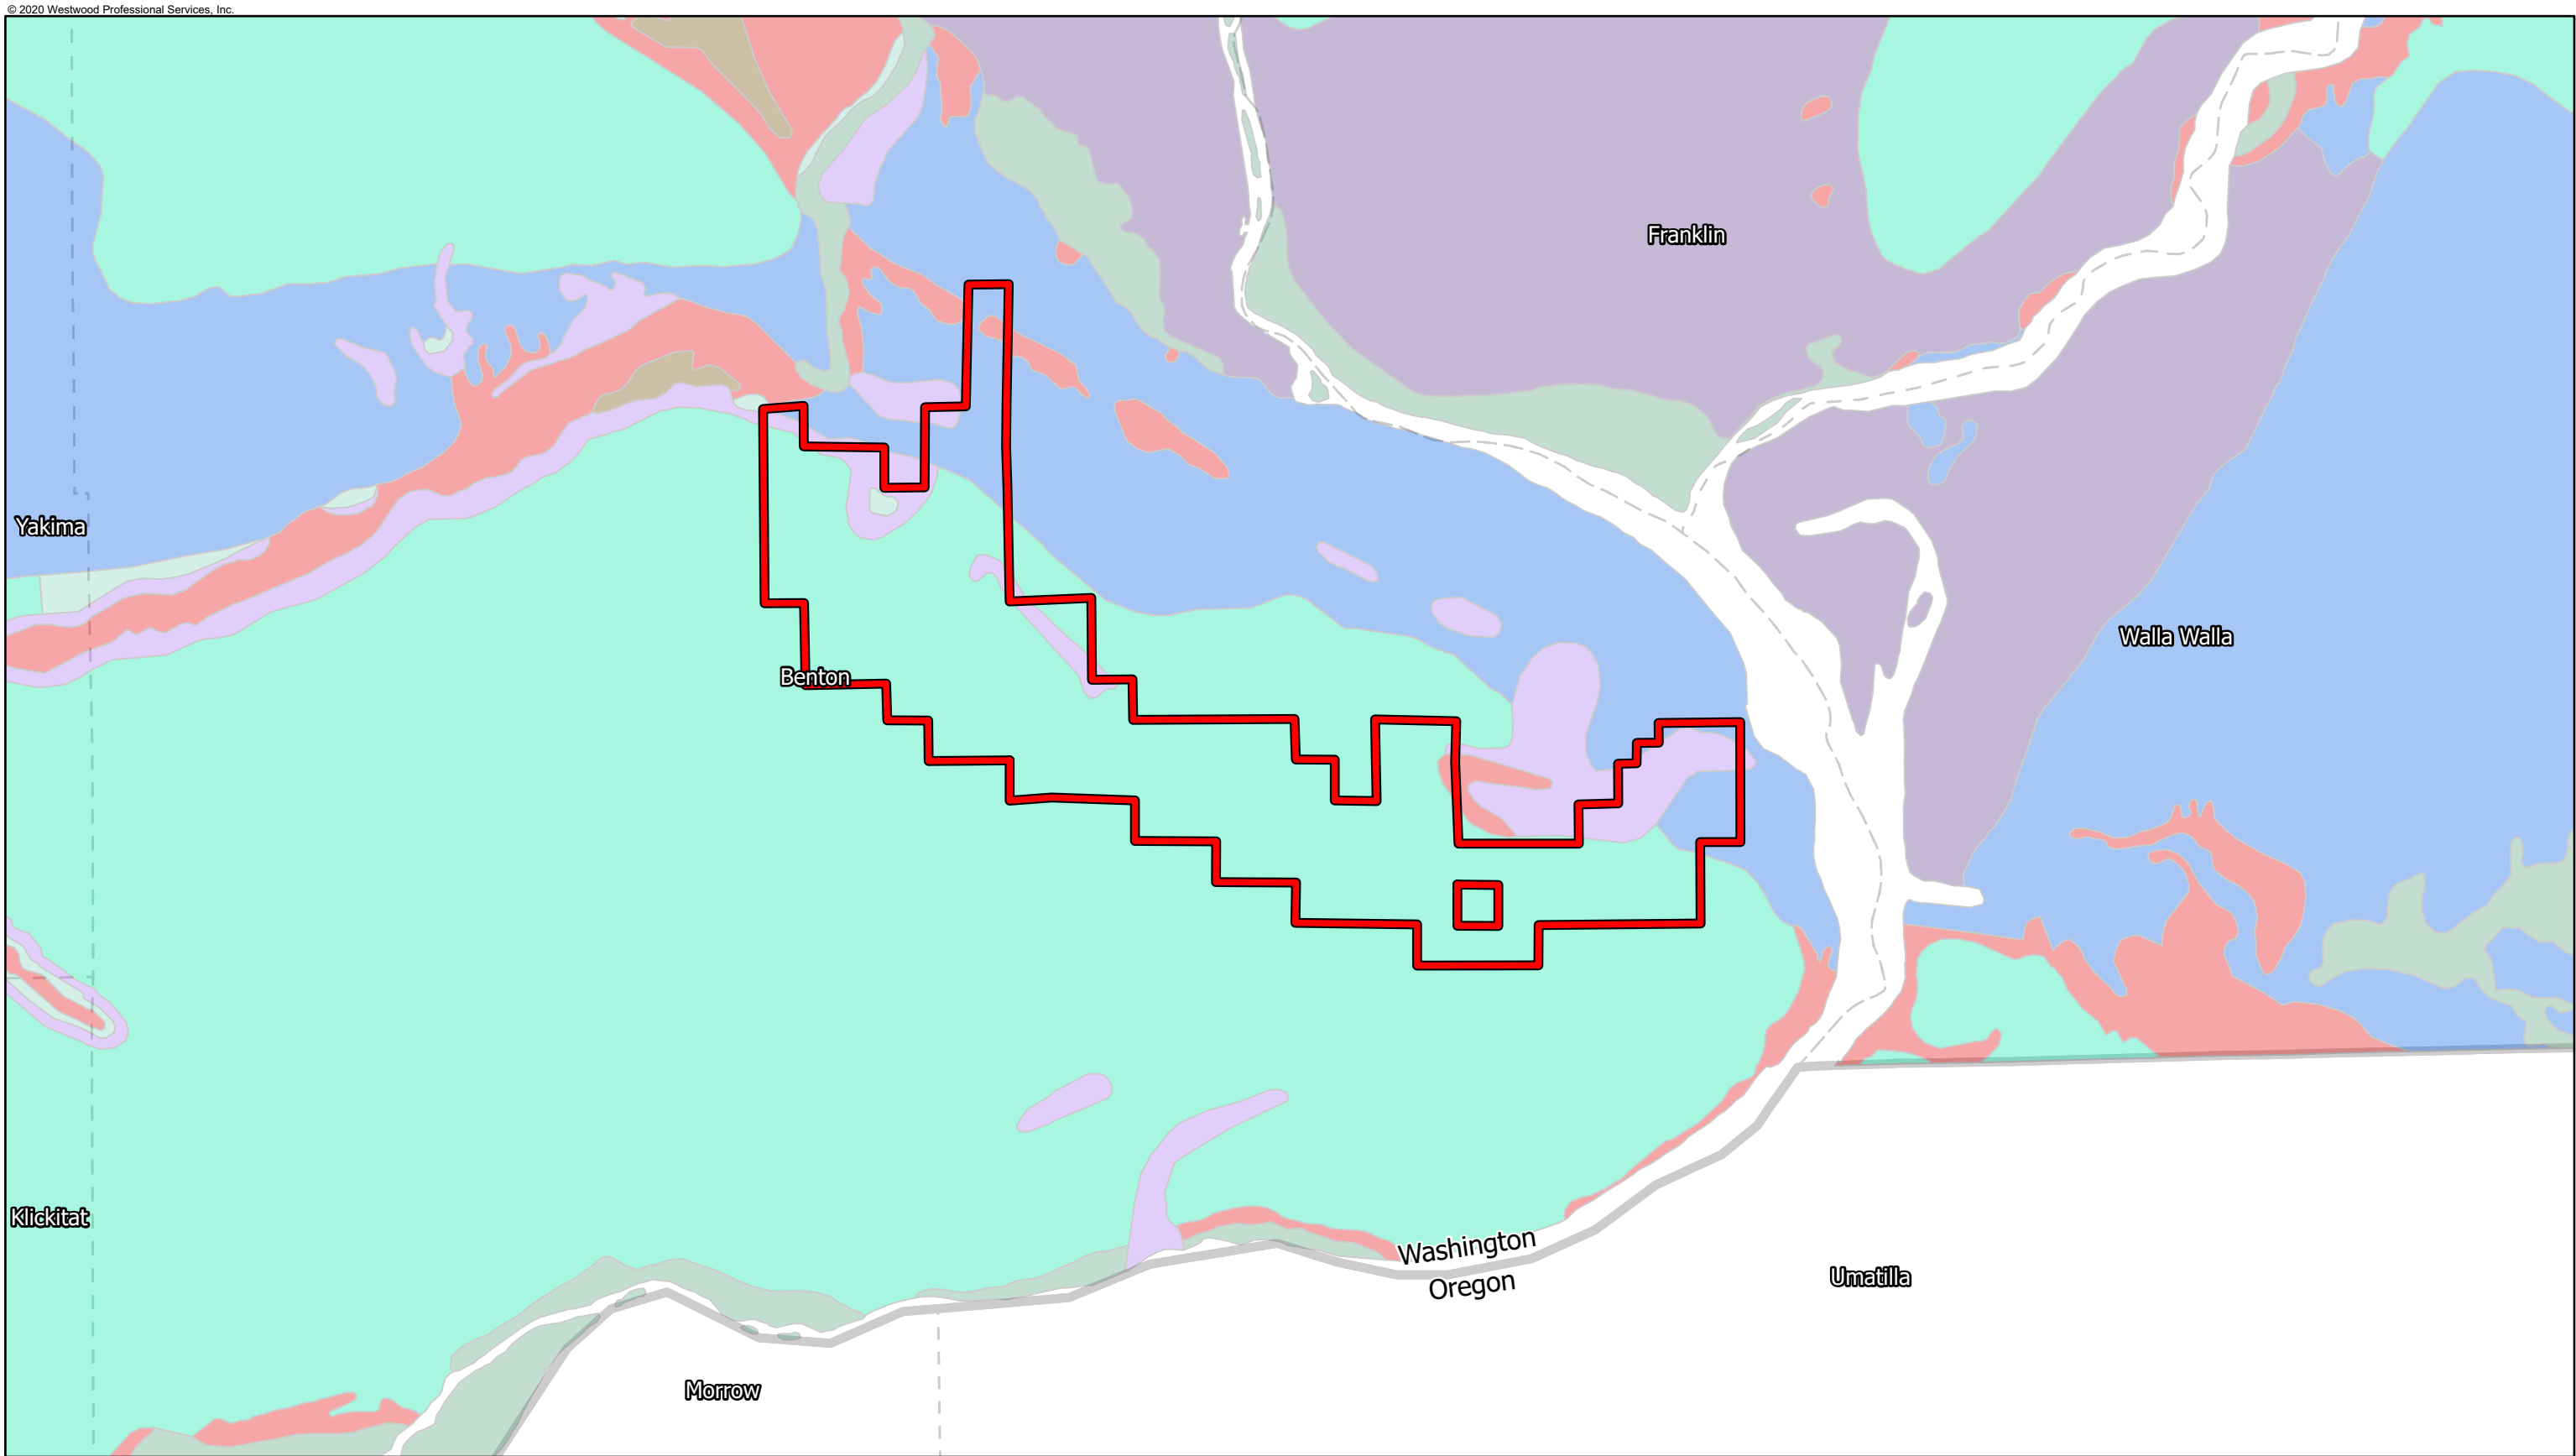 © 2020 Westwood Professional Services, Inc.
Franklin
Yakima
Walla Walla
Benton
Klickitat
Washington
Oregon
Umatilla
Morrow